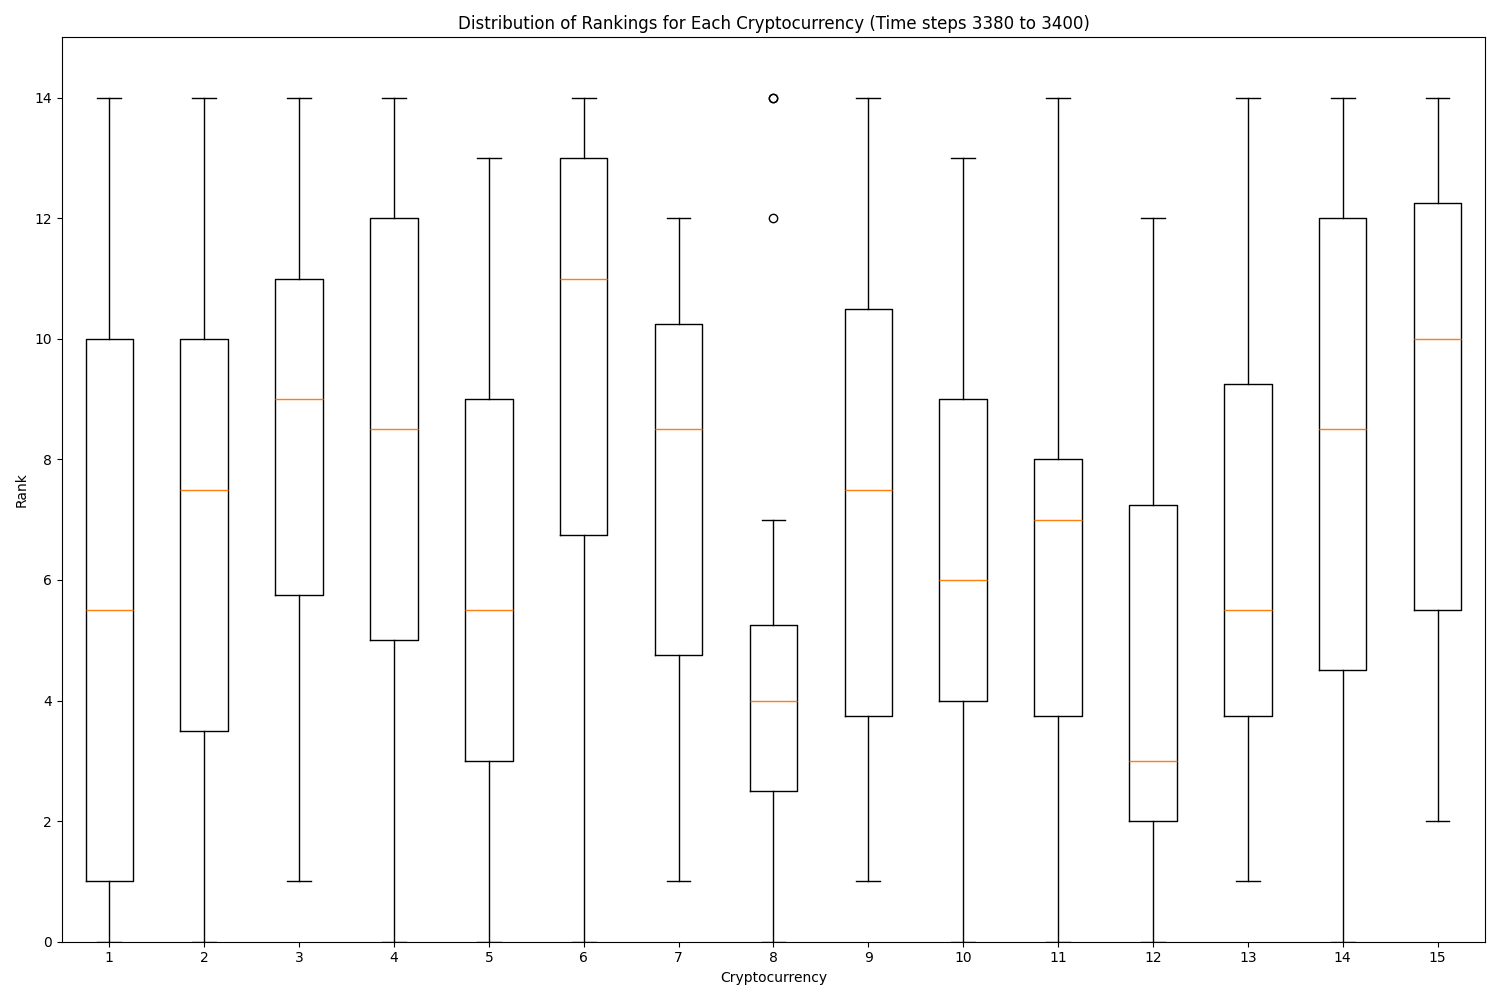 Distribution of Rankings for Each Cryptocurrency (Time steps 3380 to 3400)
14
12
10
8
6
4
2
0
Rank
1 2 3 4 5 6 7 8 9 10 11 12 13 14 15
Cryptocurrency